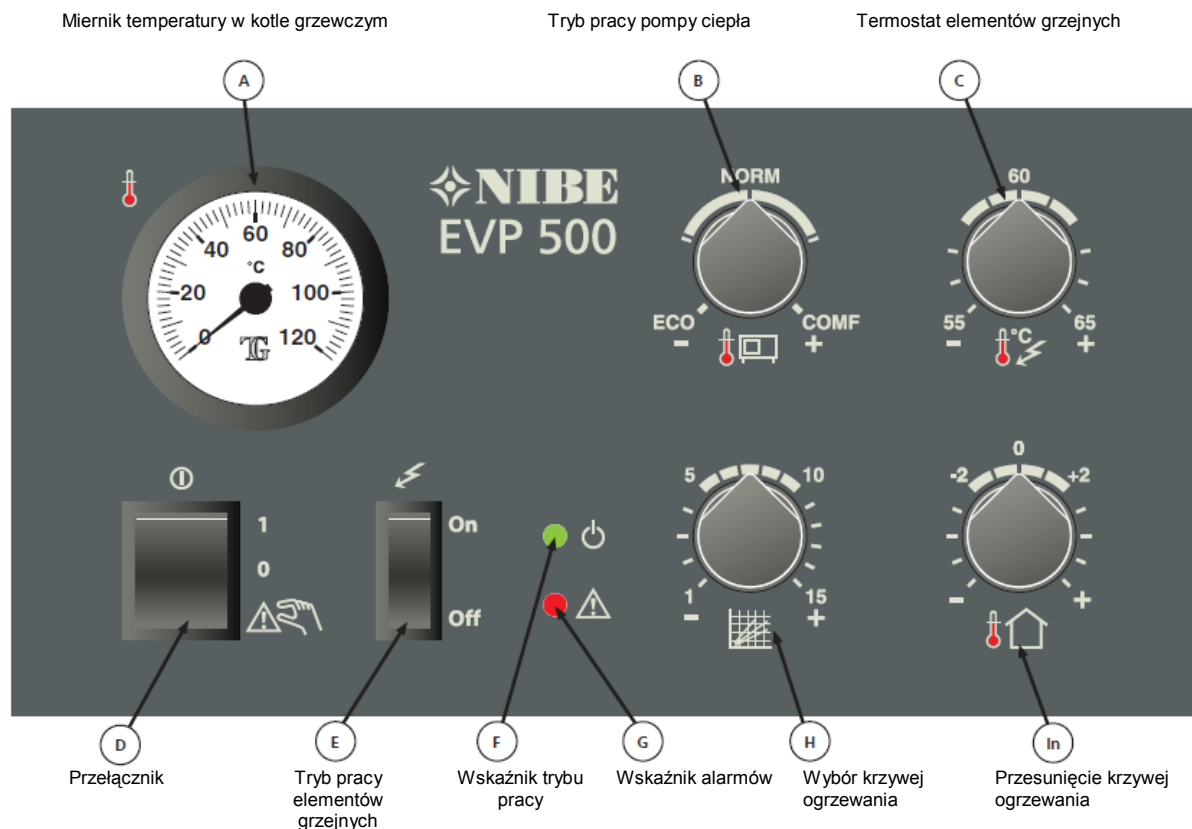 Miernik temperatury w kotle grzewczym
Tryb pracy pompy ciepła
Termostat elementów grzejnych
A
B
C
NIBE
EVP 500
0
20
40
60
80
100
120
°C
TG
NORM
ECO
COMF
-
+
60
55
65
°C
-
+
1
0
On
Off
5
10
1
15
-
+
0
-2
+2
-
-
-
+
D
E
F
G
H
In
Przełącznik
Tryb pracy
elementów
grzejnych
Wskaźnik trybu
pracy
Wskaźnik alarmów
Wybór krzywej
ogrzewania
Przesunięcie krzywej
ogrzewania